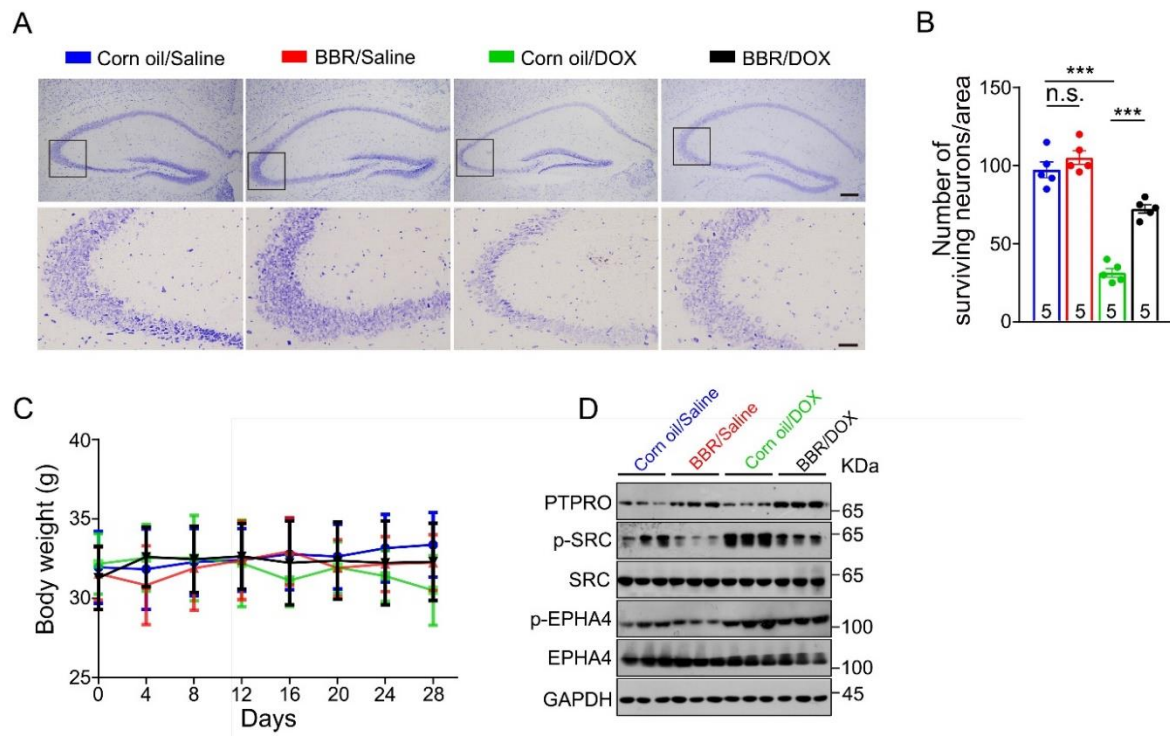 A
Corn oil/Saline
BBR/Saline
Corn oil/DOX
BBR/DOX
B
Number of
surviving neurons/area
150
100
50
0
***
n.s.
***
5
5
5
5
C
Body weight (g)
40
35
30
25
0
4
8
12
16
20
24
28
Days
D
Corn oil/Saline
BBR/Saline
Corn oil/DOX
BBR/DOX
KDa
PTPRO
65
p-SRC
65
SRC
65
p-EPHA4
100
EPHA4
100
GAPDH
45